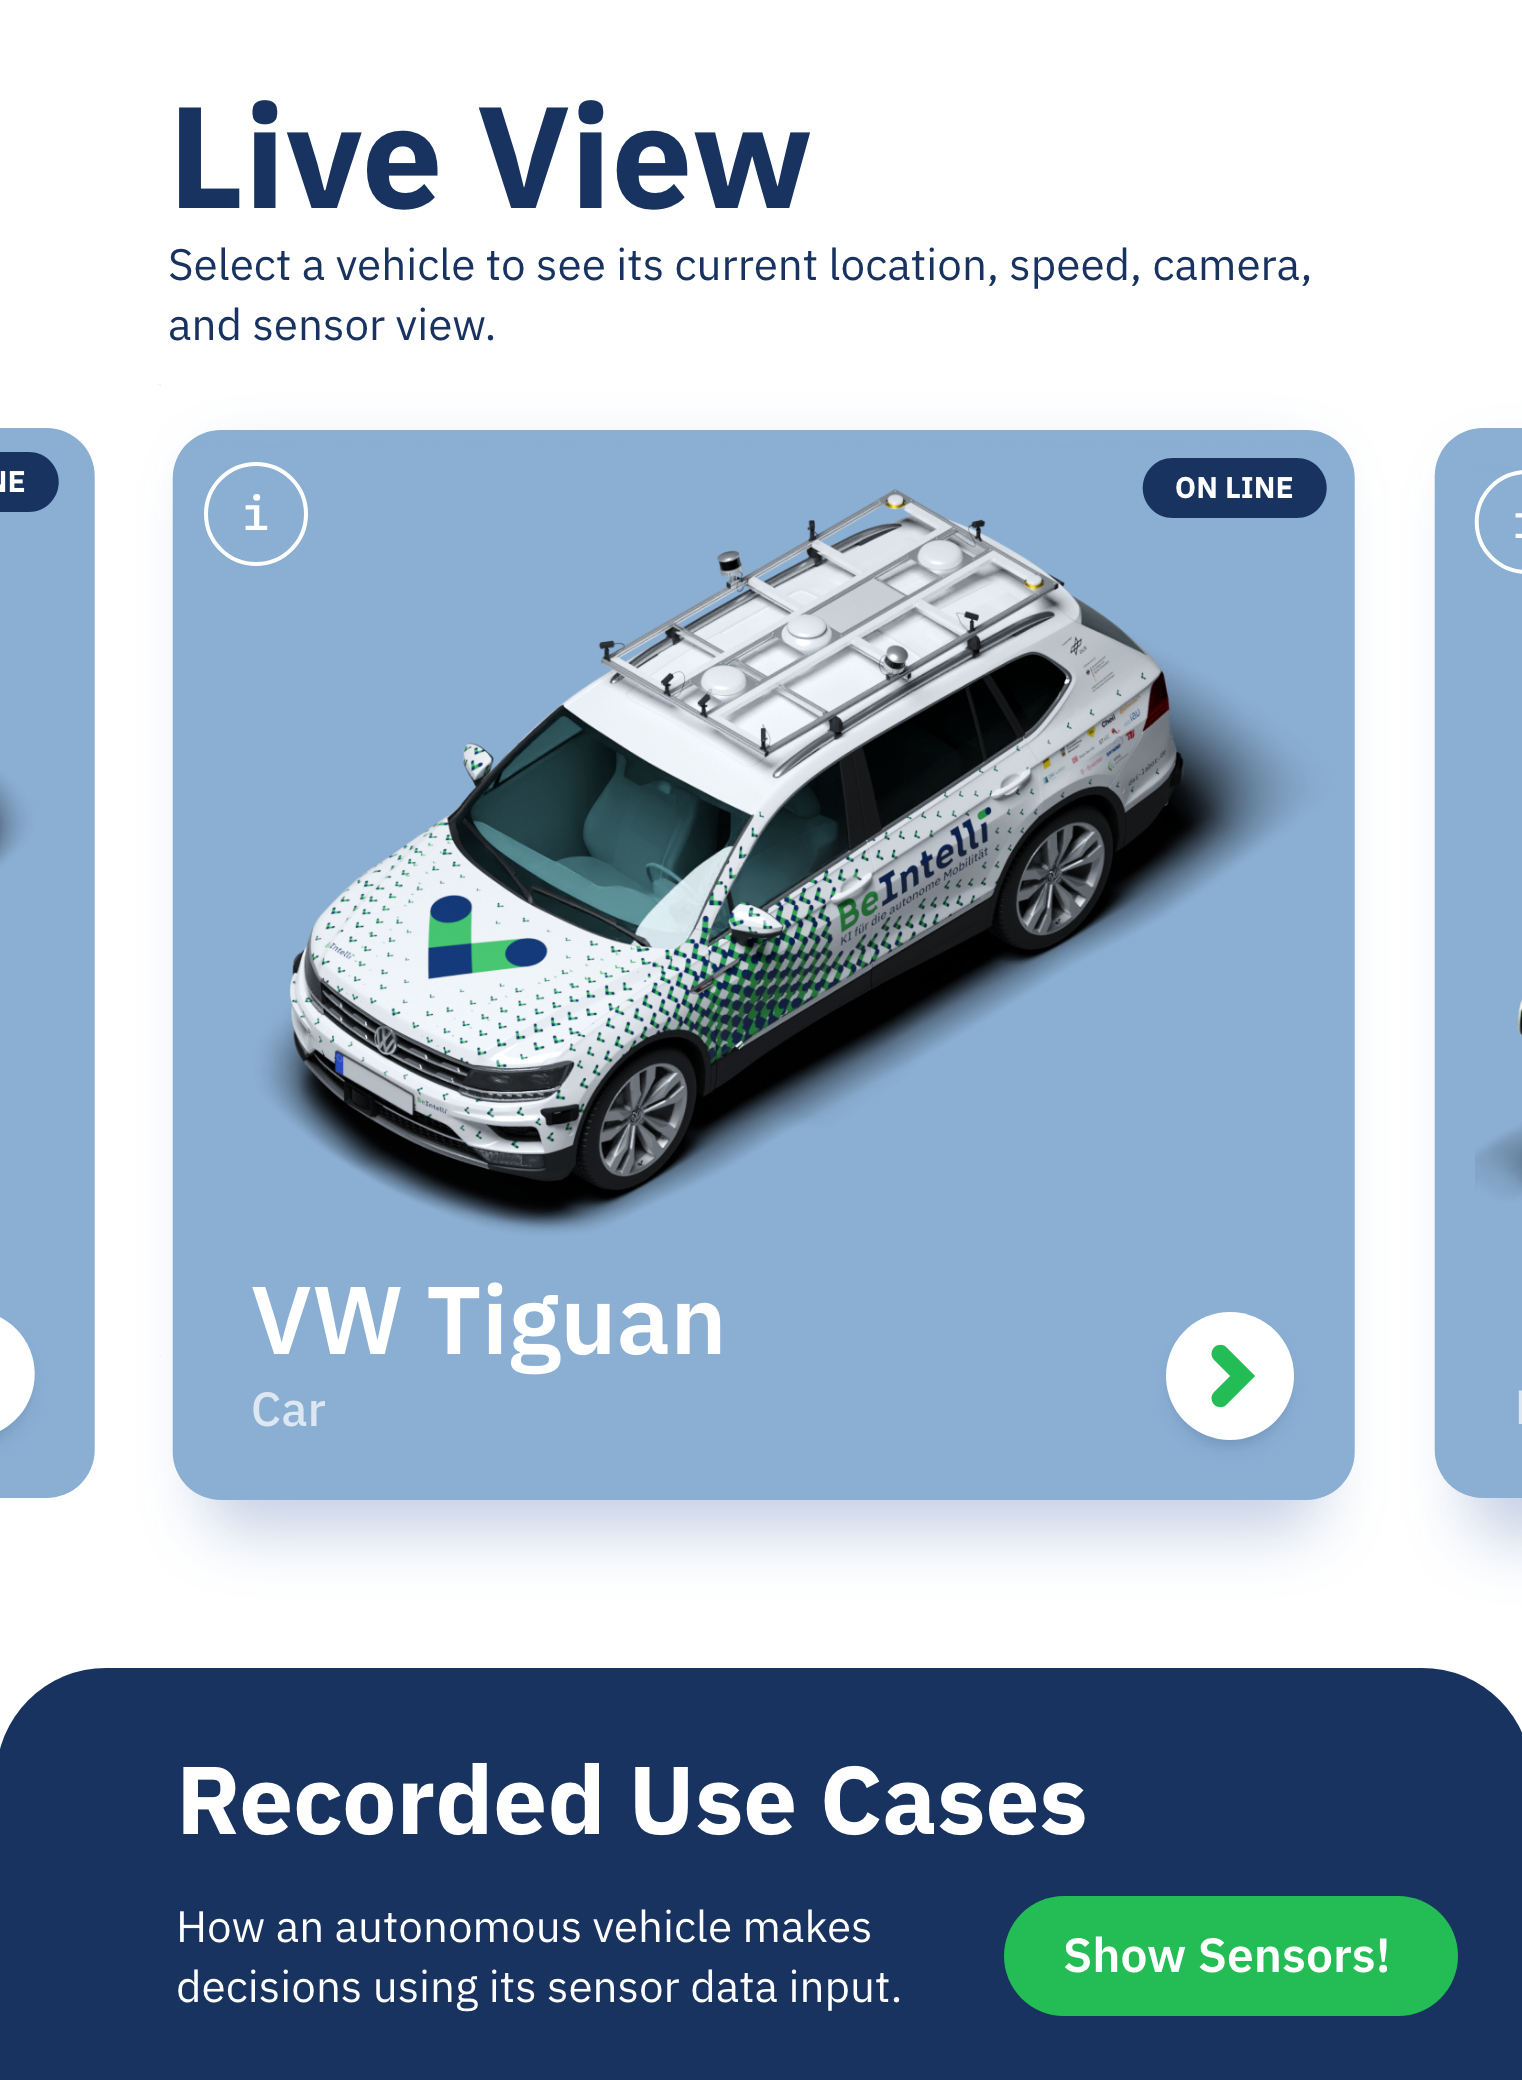 Live View
Select a vehicle to see its current location, speed, camera,
and sensor view.
NE
i
ON LINE
BeIntelli
KI für die autonome Mobilität
BeIntelli
VW Tiguan
Car
Recorded Use Cases
How an autonomous vehicle makes
decisions using its sensor data input.
Show Sensors!